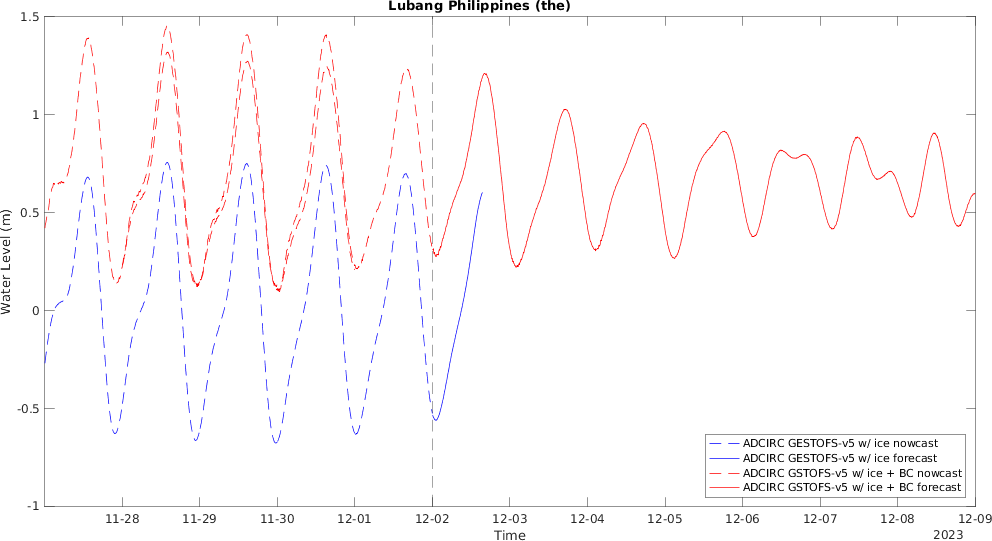 Lubang Philippines (the)
1.5
1
0.5
0
-0.5
-1
Water Level (m)
11-28 11-29 11-30 12-01 12-02 12-03 12-04 12-05 12-06 12-07 12-08 12-09
Time
2023
ADCIRC GESTOFS-v5 w/ ice nowcast
ADCIRC GESTOFS-v5 w/ ice forecast
ADCIRC GSTOFS-v5 w/ ice + BC nowcast
ADCIRC GSTOFS-v5 w/ ice + BC forecast